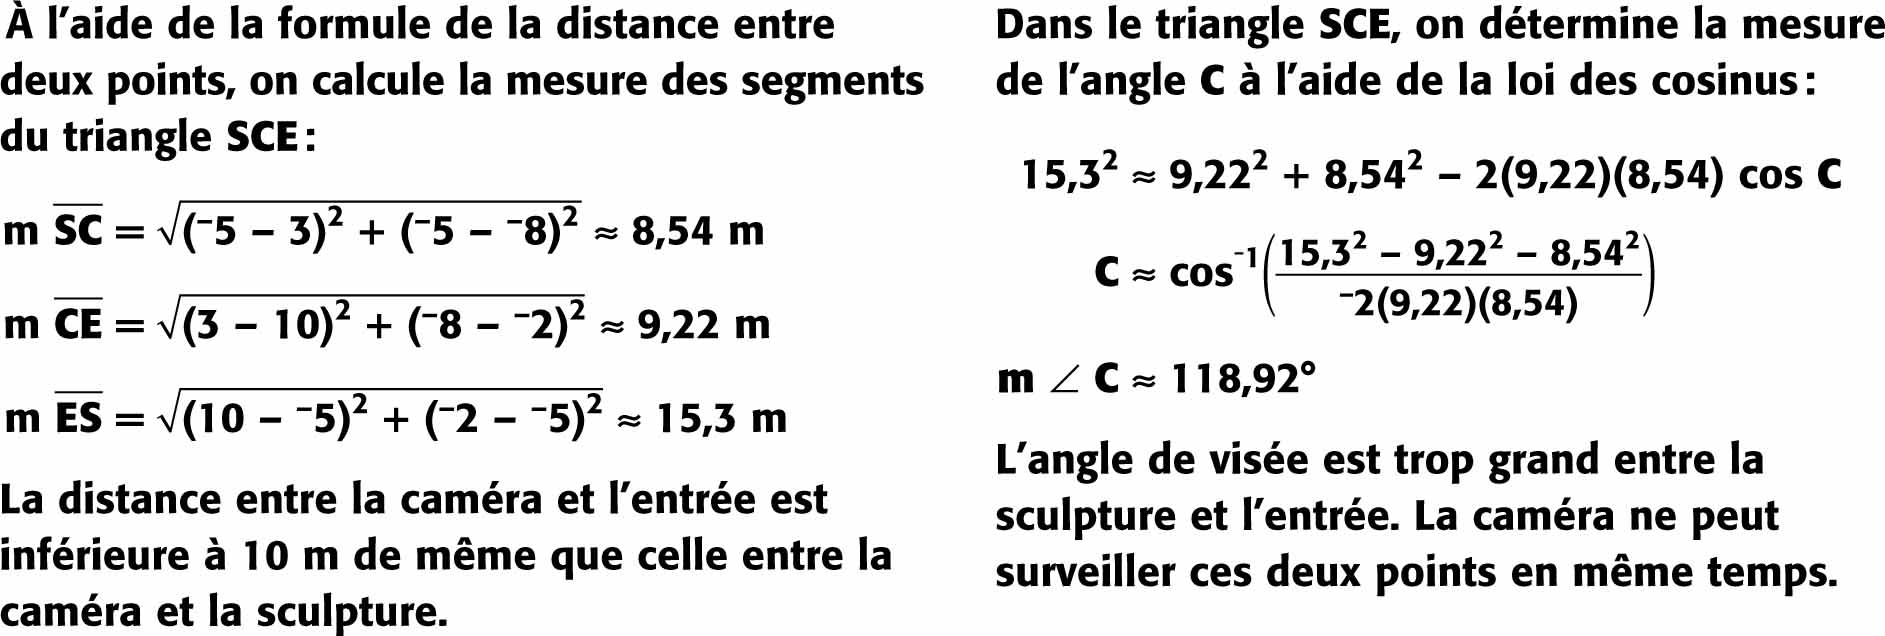 À l’aide de la formule de la distance entre
deux points, on calcule la mesure des segments
du triangle SCE :
m S̅C̅ = √((⁻5 − 3)² + (⁻5 − ⁻8)²) ≈ 8,54 m
m C̅E̅ = √((3 − 10)² + (⁻8 − ⁻2)²) ≈ 9,22 m
m E̅S̅ = √((10 − ⁻5)² + (⁻2 − ⁻5)²) ≈ 15,3 m
La distance entre la caméra et l’entrée est
inférieure à 10 m de même que celle entre la
caméra et la sculpture.
Dans le triangle SCE, on détermine la mesure
de l’angle C à l’aide de la loi des cosinus :
15,3² ≈ 9,22² + 8,54² − 2(9,22)(8,54) cos C
C ≈ cos⁻¹((15,3² − 9,22² − 8,54²)/(⁻2(9,22)(8,54)))
m ∠ C ≈ 118,92°
L’angle de visée est trop grand entre la
sculpture et l’entrée. La caméra ne peut
surveiller ces deux points en même temps.